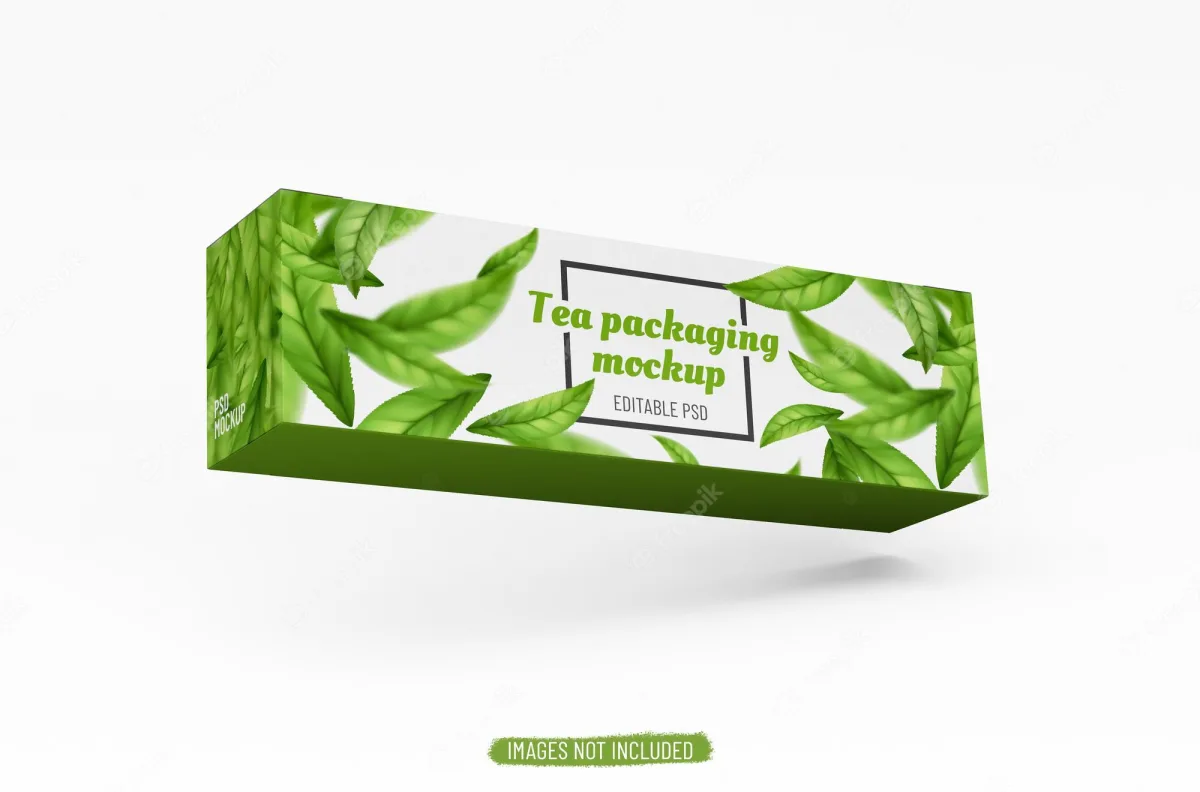 Tea packaging
mockup
EDITABLE PSD
PSD
MOCKUP
IMAGES NOT INCLUDED